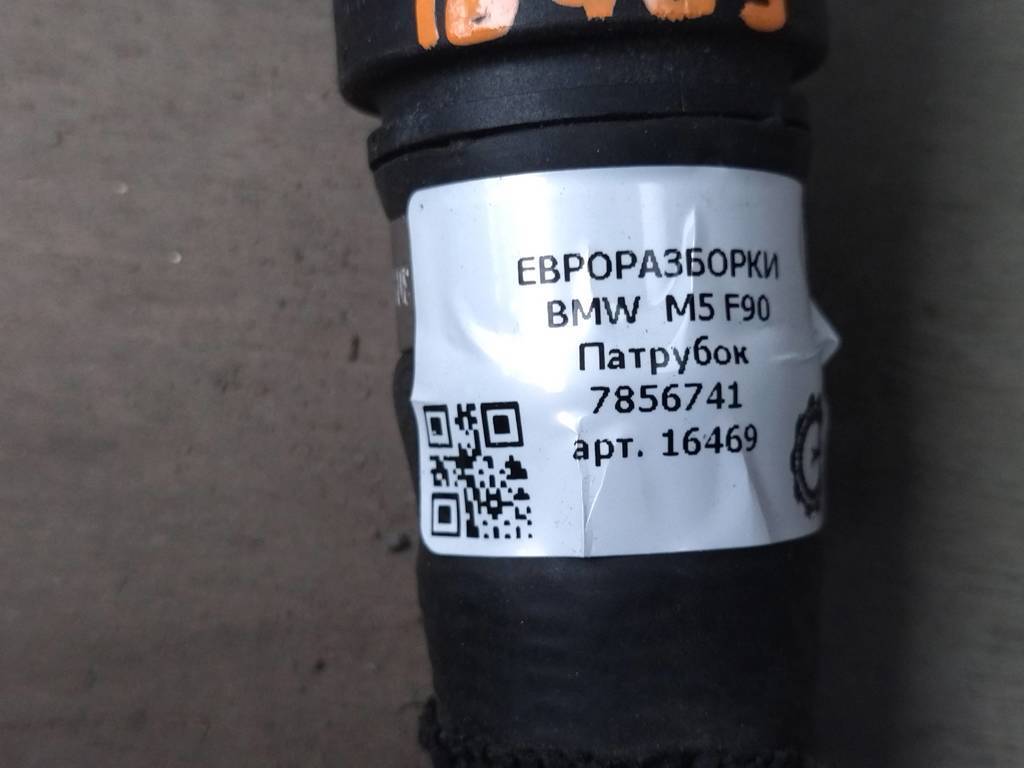 ЕВРОРАЗБОРКИ
BMW M5 F90
Патрубок
7856741
арт. 16469